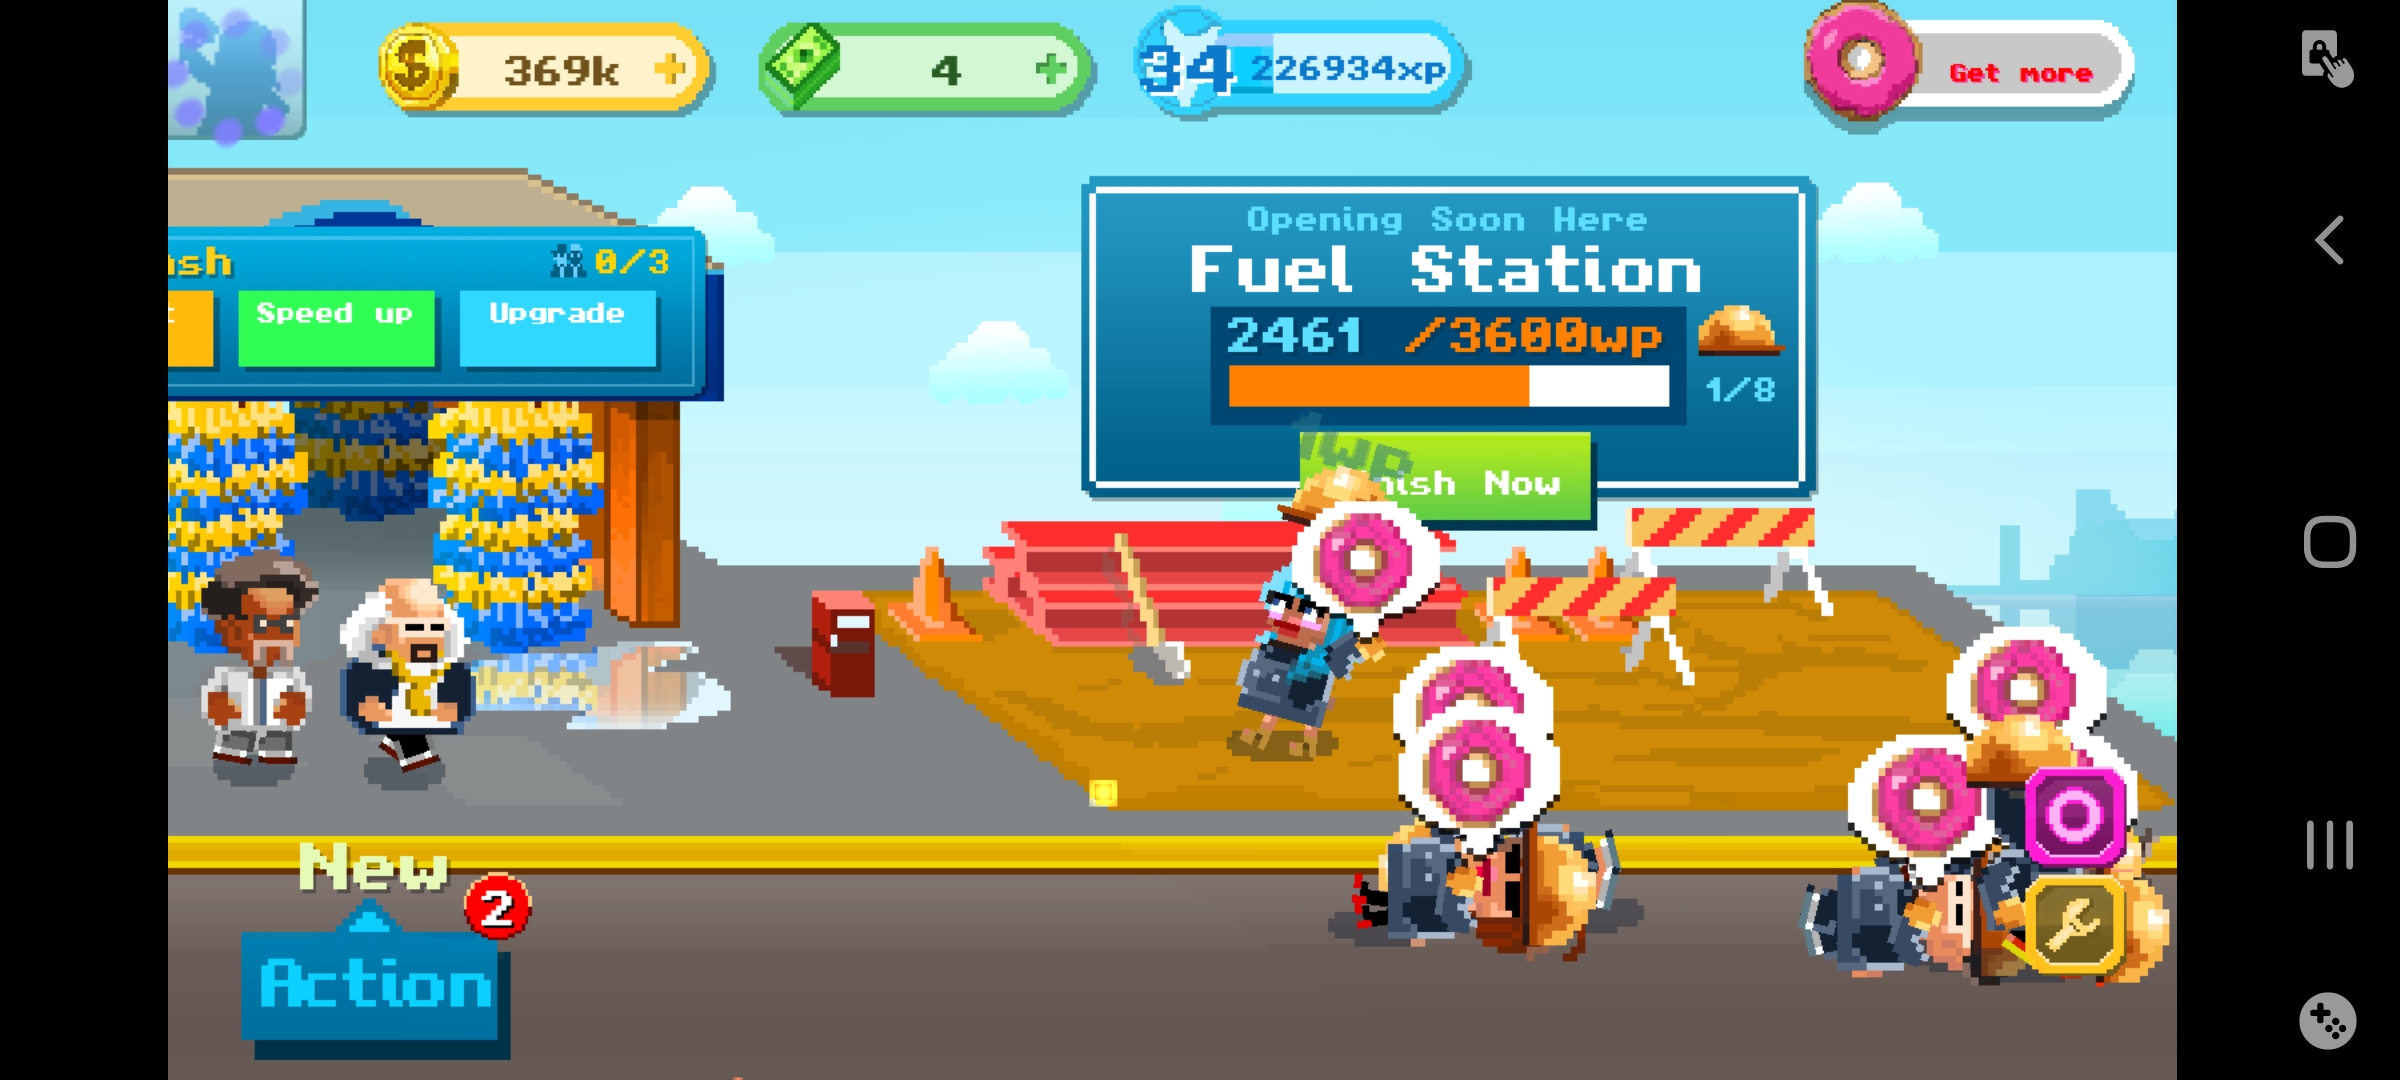 369k
4
34 226934xp
Get more
Opening Soon Here
Fuel Station
2461 /3600wp
1/8
0/3
Speed up
Upgrade
Now
New
2
Action